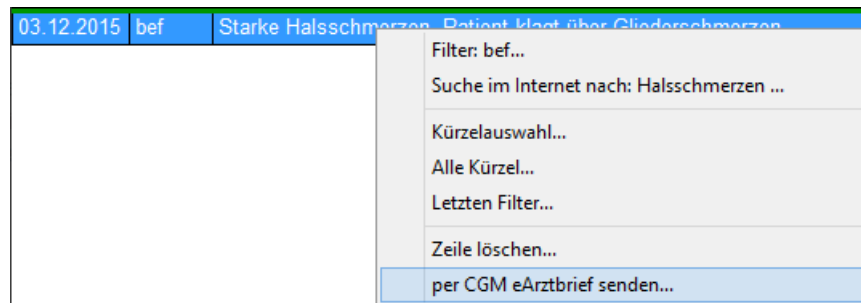 03.12.2015 bef Starke Halsschmerzen, Patient klagt über Gliederschmerzen
Filter: bef...
Suche im Internet nach: Halsschmerzen ...
Kürzelauswahl...
Alle Kürzel...
Letzten Filter...
Zeile löschen...
per CGM eArztbrief senden...